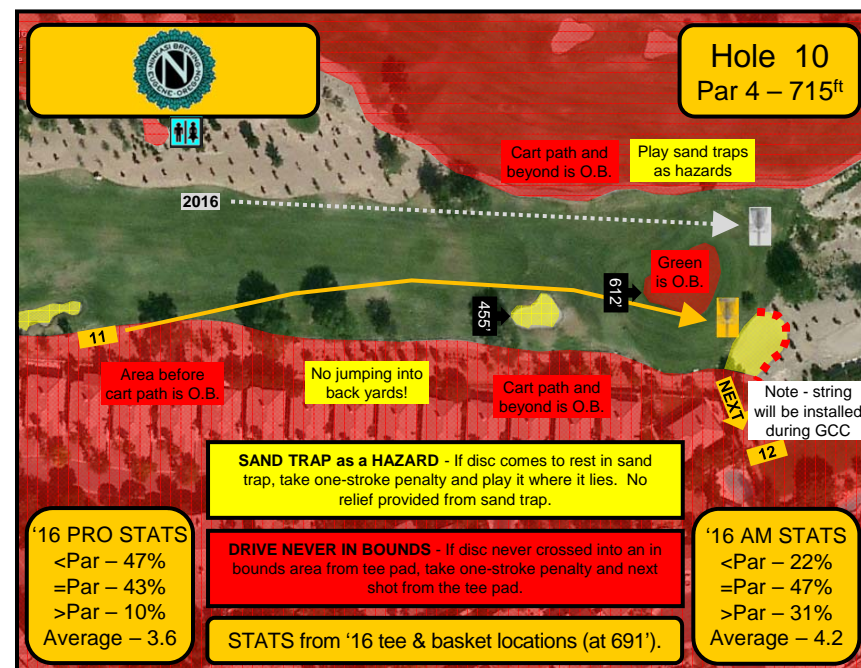 NINKASI BREWING
N
EUGENE·OREGON
Hole 10
Par 4 – 715ft
Cart path and
beyond is O.B.
Play sand traps
as hazards
2016
Green
is O.B.
612'
455'
11
Area before
cart path is O.B.
No jumping into
back yards!
Cart path and
beyond is O.B.
NEXT
Note - string
will be installed
during GCC
12
SAND TRAP as a HAZARD - If disc comes to rest in sand
trap, take one-stroke penalty and play it where it lies. No
relief provided from sand trap.
DRIVE NEVER IN BOUNDS - If disc never crossed into an in
bounds area from tee pad, take one-stroke penalty and next
shot from the tee pad.
STATS from '16 tee & basket locations (at 691').
'16 PRO STATS
<Par – 47%
=Par – 43%
>Par – 10%
Average – 3.6
'16 AM STATS
<Par – 22%
=Par – 47%
>Par – 31%
Average – 4.2